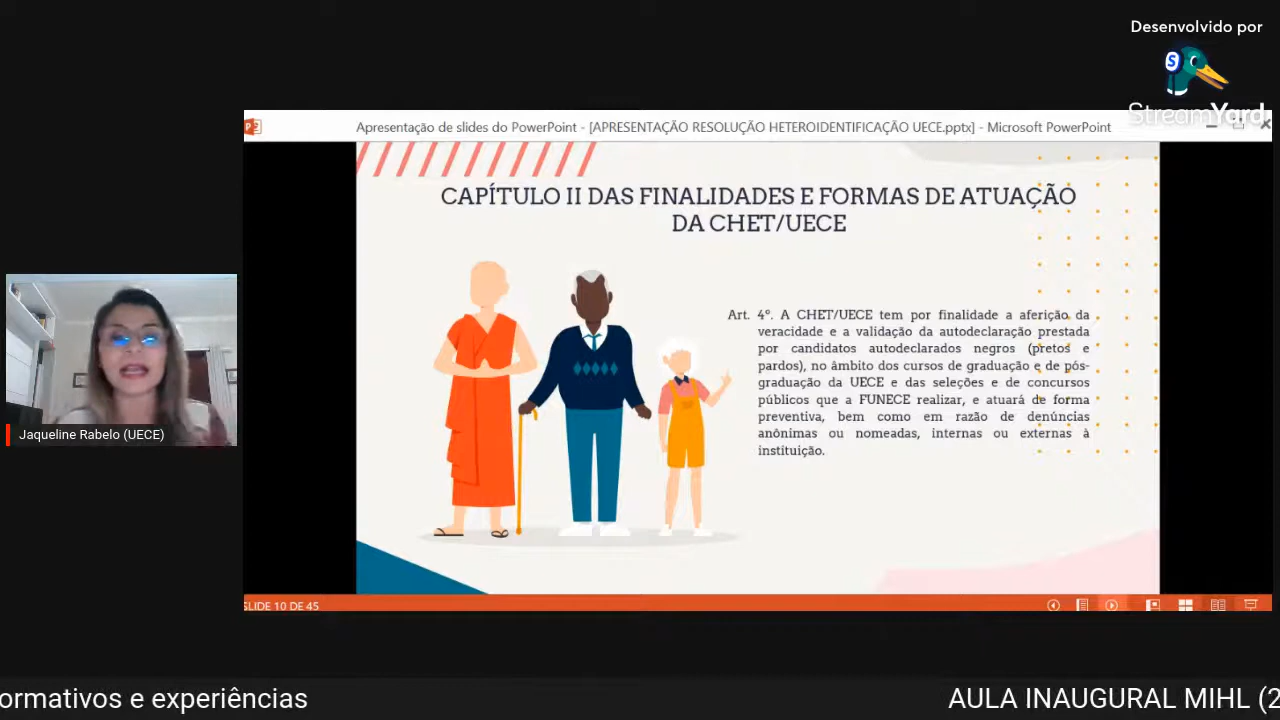 Desenvolvido por
StreamYard
Apresentação de slides do PowerPoint - [APRESENTAÇÃO RESOLUÇÃO HETEROIDENTIFICAÇÃO UECE.pptx] - Microsoft PowerPoint
CAPÍTULO II DAS FINALIDADES E FORMAS DE ATUAÇÃO
DA CHET/UECE
Art. 4º. A CHET/UECE tem por finalidade a aferição da
veracidade e a validação da autodeclaração prestada
por candidatos autodeclarados negros (pretos e
pardos), no âmbito dos cursos de graduação e de pós-
graduação da UECE e das seleções e de concursos
públicos que a FUNECE realizar, e atuará de forma
preventiva, bem como em razão de denúncias
anônimas ou nomeadas, internas ou externas à
instituição.
Jaqueline Rabelo (UECE)
SLIDE 10 DE 45
ormativos e experiências
AULA INAUGURAL MIHL (2